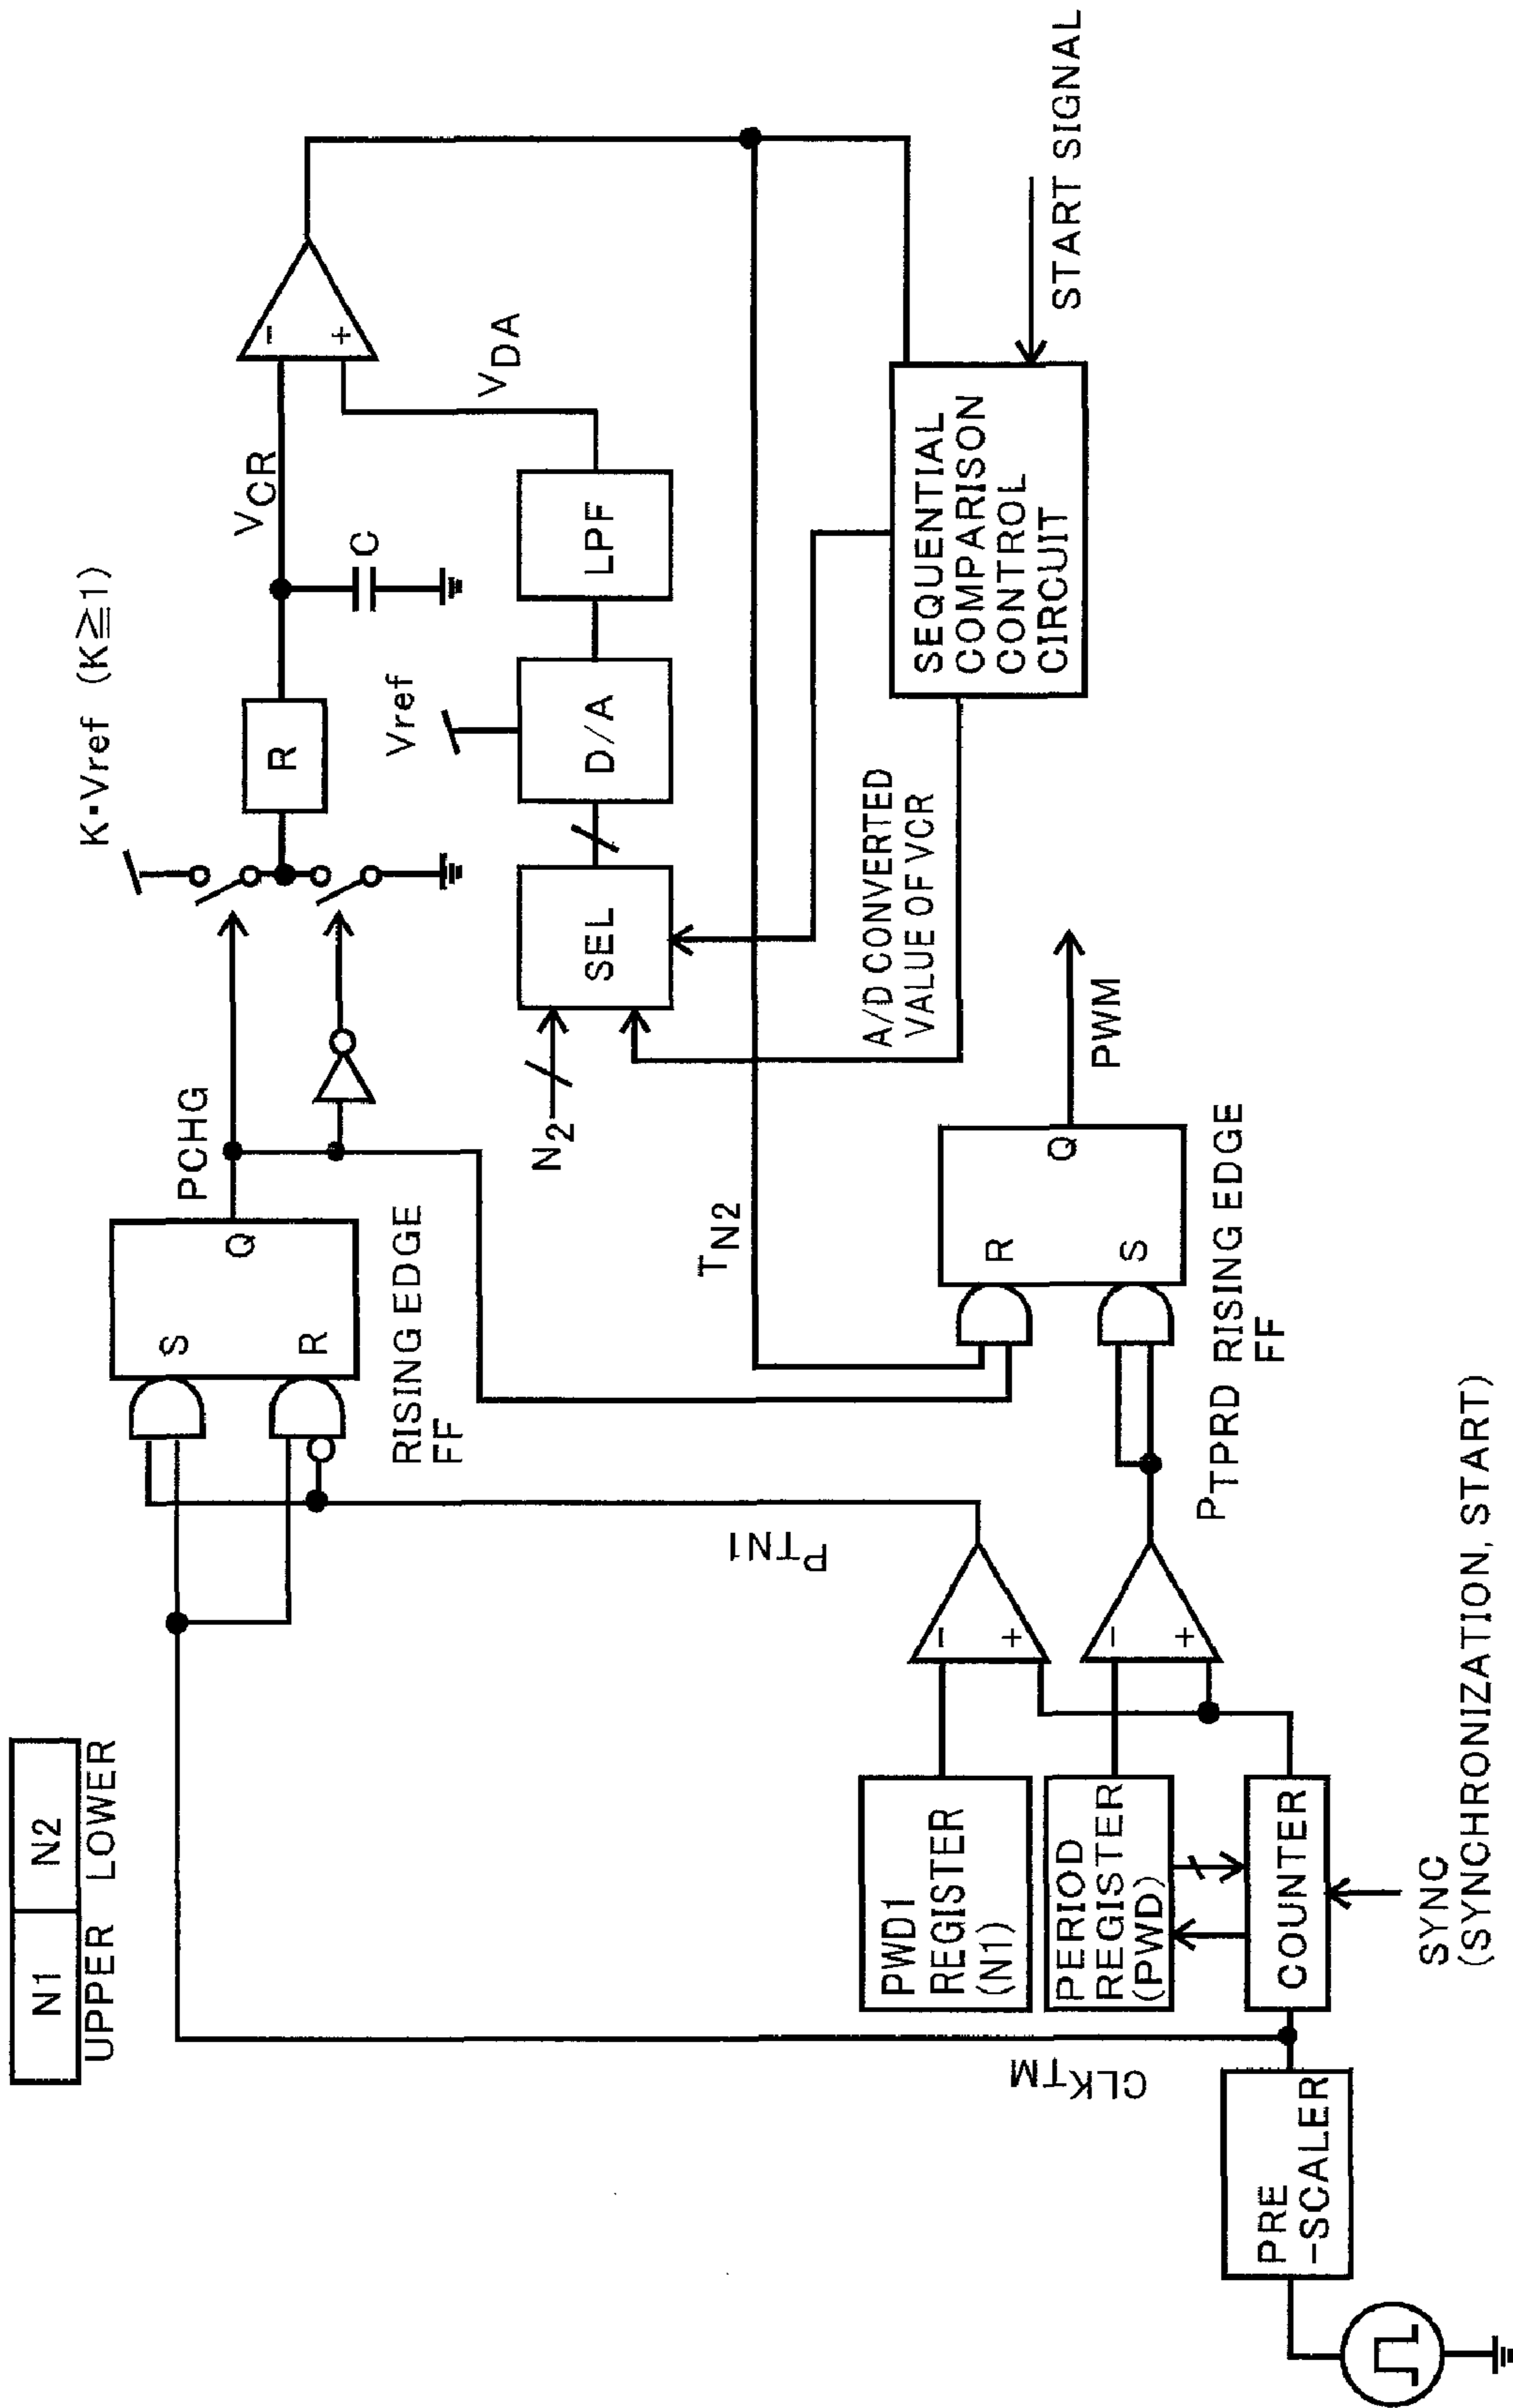 N1 N2
UPPER LOWER
K▪Vref (K≧1)
PCHG
S
R
Q
RISING EDGE
FF
R
VCR
C
-
+
Vref
VDA
N2
SEL
D/A
LPF
A/D CONVERTED
VALUE OF VCR
SEQUENTIAL
COMPARISON
CONTROL
CIRCUIT
START SIGNAL
TN2
PTN1
CLKTM
R
S
Q
PWM
PTPRD RISING EDGE
FF
PWD1
REGISTER
(N1)
-
+
PERIOD
REGISTER
(PWD)
-
+
COUNTER
SYNC
(SYNCHRONIZATION, START)
PRE
-SCALER